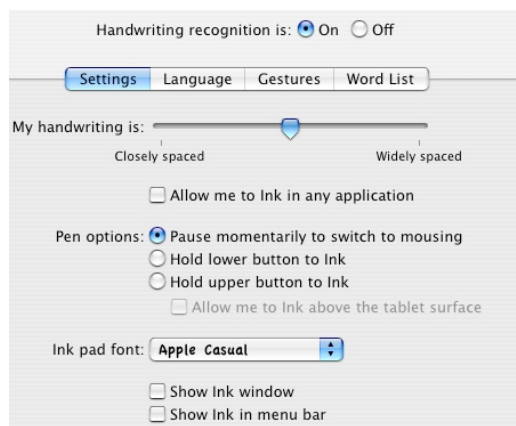 Handwriting recognition is: On Off
Settings Language Gestures Word List
My handwriting is:
Closely spaced Widely spaced
Allow me to Ink in any application
Pen options: Pause momentarily to switch to mousing
Hold lower button to Ink
Hold upper button to Ink
Allow me to Ink above the tablet surface
Ink pad font: Apple Casual
Show Ink window
Show Ink in menu bar